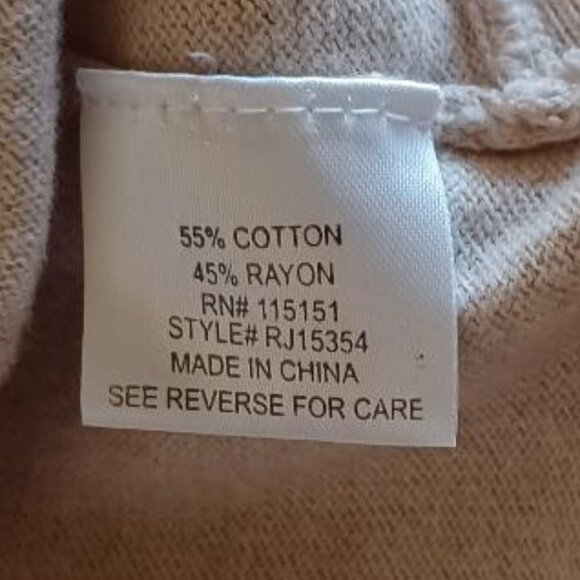 55% COTTON
45% RAYON
RN# 115151
STYLE# RJ15354
MADE IN CHINA
SEE REVERSE FOR CARE